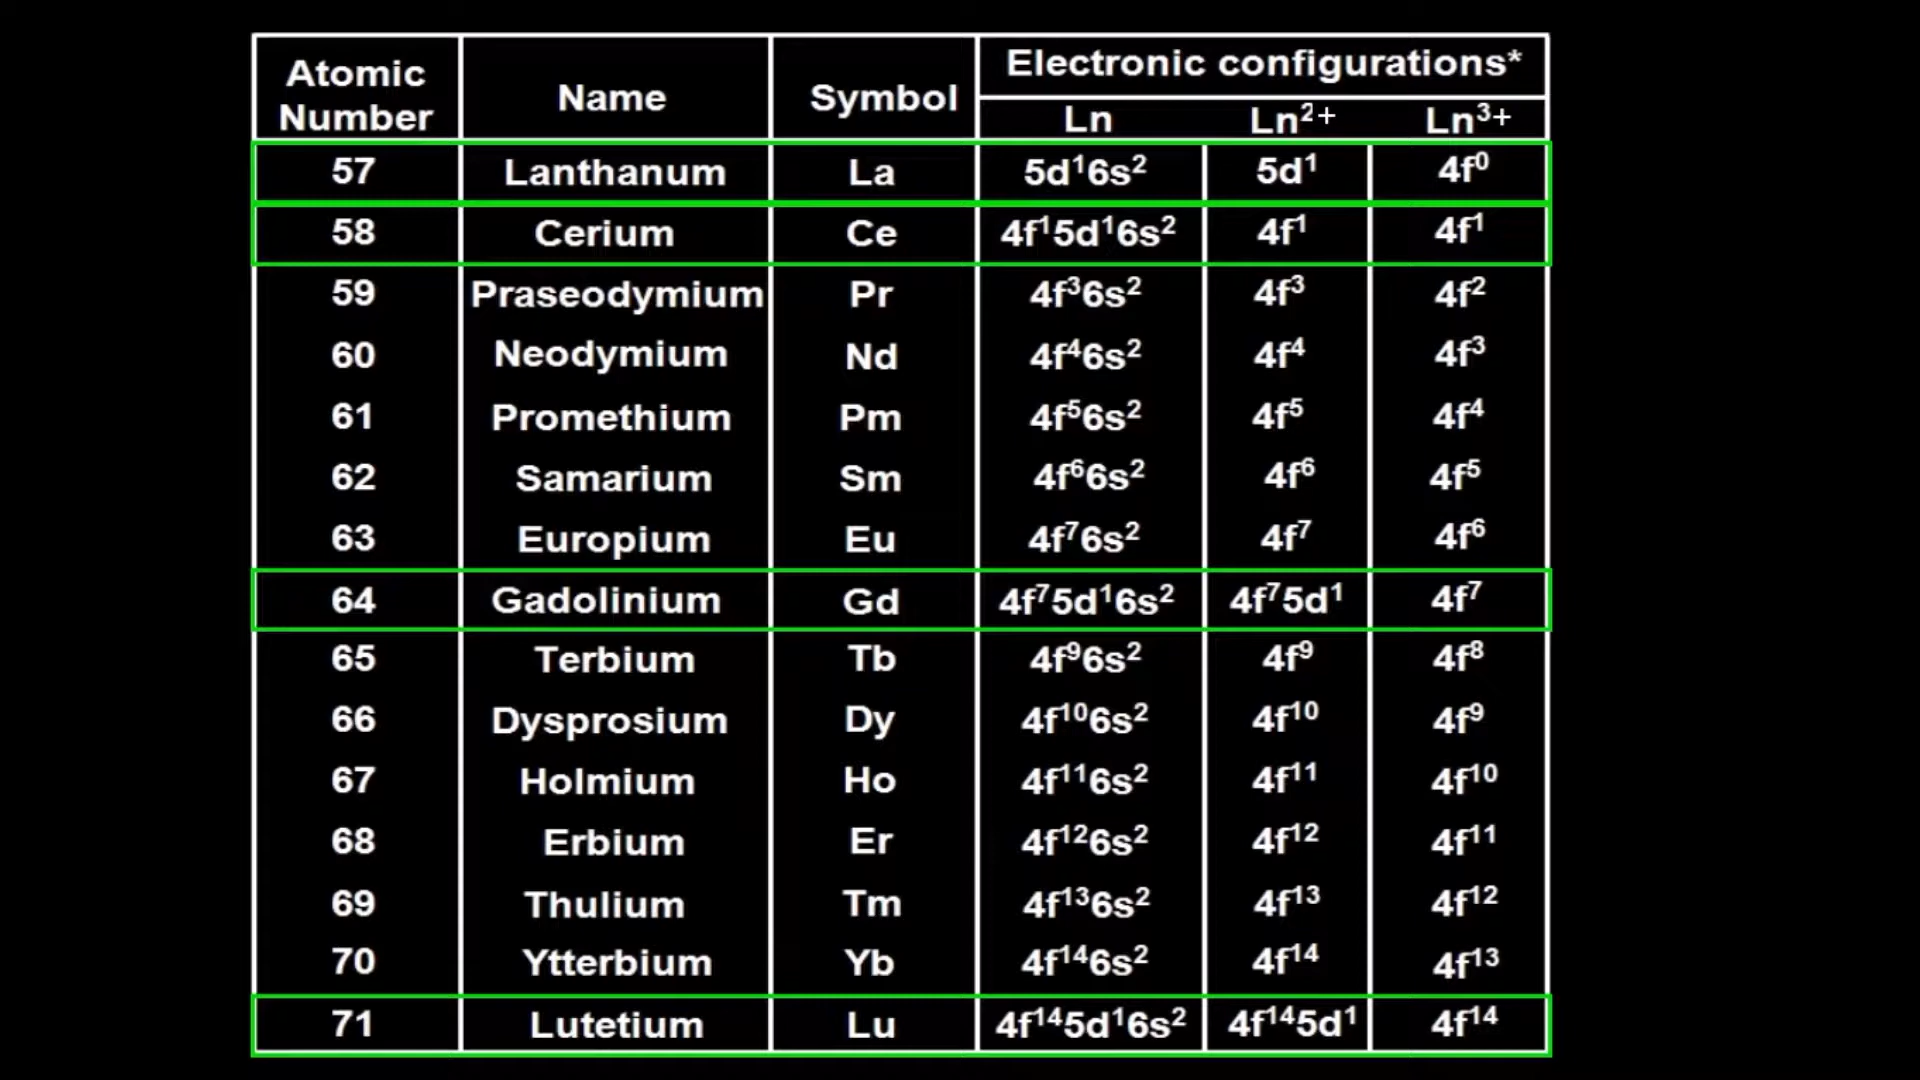 Atomic Number Name Symbol Electronic configurations*
Ln Ln²⁺ Ln³⁺
57 Lanthanum La 5d¹6s² 5d¹ 4f⁰
58 Cerium Ce 4f¹5d¹6s² 4f¹ 4f¹
59 Praseodymium Pr 4f³6s² 4f³ 4f²
60 Neodymium Nd 4f⁴6s² 4f⁴ 4f³
61 Promethium Pm 4f⁵6s² 4f⁵ 4f⁴
62 Samarium Sm 4f⁶6s² 4f⁶ 4f⁵
63 Europium Eu 4f⁷6s² 4f⁷ 4f⁶
64 Gadolinium Gd 4f⁷5d¹6s² 4f⁷5d¹ 4f⁷
65 Terbium Tb 4f⁹6s² 4f⁹ 4f⁸
66 Dysprosium Dy 4f¹⁰6s² 4f¹⁰ 4f⁹
67 Holmium Ho 4f¹¹6s² 4f¹¹ 4f¹⁰
68 Erbium Er 4f¹²6s² 4f¹² 4f¹¹
69 Thulium Tm 4f¹³6s² 4f¹³ 4f¹²
70 Ytterbium Yb 4f¹⁴6s² 4f¹⁴ 4f¹³
71 Lutetium Lu 4f¹⁴5d¹6s² 4f¹⁴5d¹ 4f¹⁴